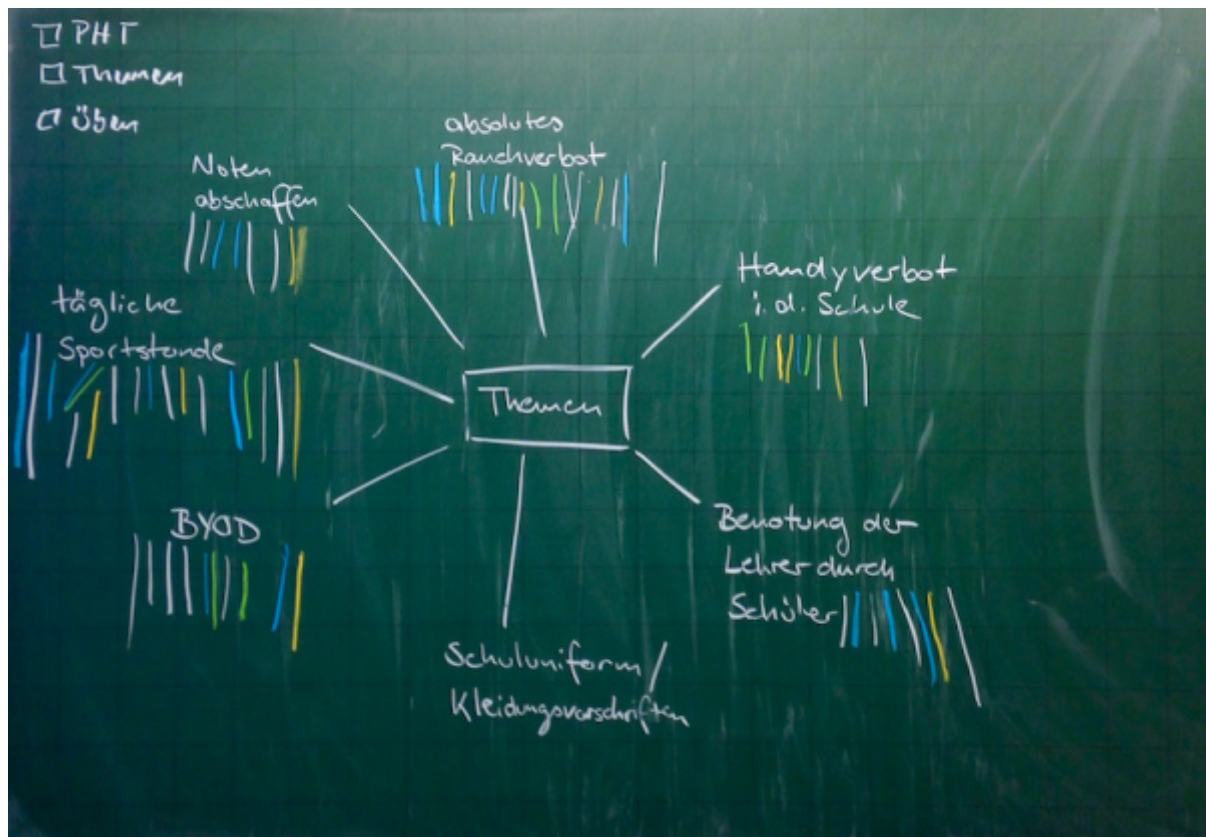 PHT
Themen
Üben
absolutes
Rauchverbot
Noten
abschaffen
Handyverbot
i. d. Schule
tägliche
Sportstunde
Themen
BYOD
Benotung der
Lehrer durch
Schüler
Schuluniform /
Kleidungsvorschriften